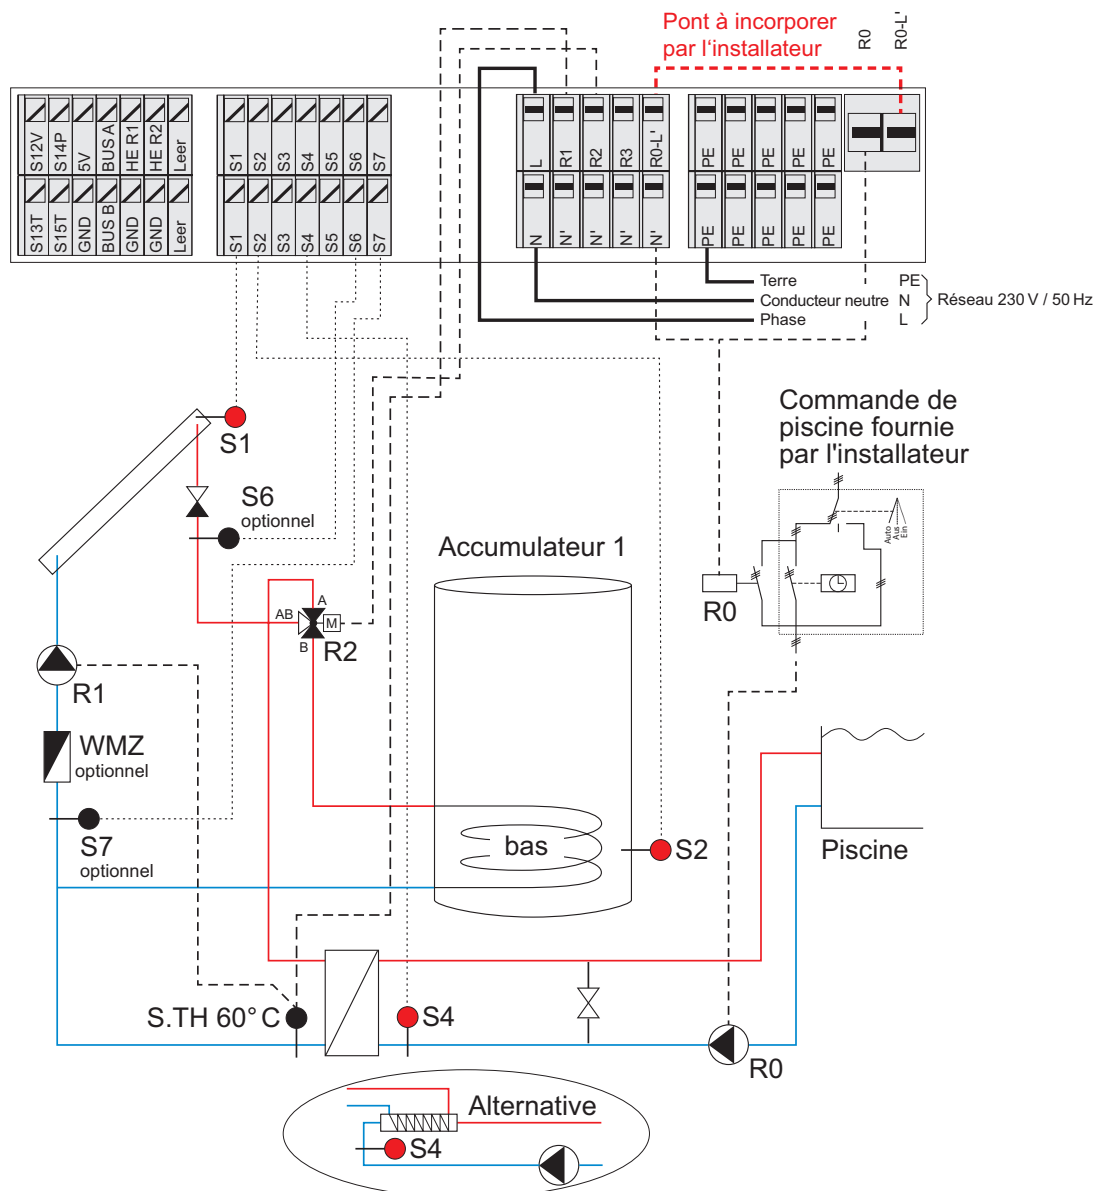 Pont à incorporer
par l'installateur
R0
R0-L'
S12V
S14P
5V
BUS A
HE R1
HE R2
Leer
S13T
S15T
GND
BUS B
GND
GND
Leer
S1
S2
S3
S4
S5
S6
S7
S1
S2
S3
S4
S5
S6
S7
L
R1
R2
R3
R0-L'
N
N'
N'
N'
N'
PE
PE
PE
PE
PE
PE
PE
PE
PE
PE
Terre PE
Conducteur neutre N
Phase L
Réseau 230 V / 50 Hz
Commande de
piscine fournie
par l'installateur
Auto
Aus
Ein
R0
S1
S6
optionnel
Accumulateur 1
A
AB
M
B
R2
R1
WMZ
optionnel
S7
optionnel
bas
S2
Piscine
S.TH 60° C
S4
R0
Alternative
S4